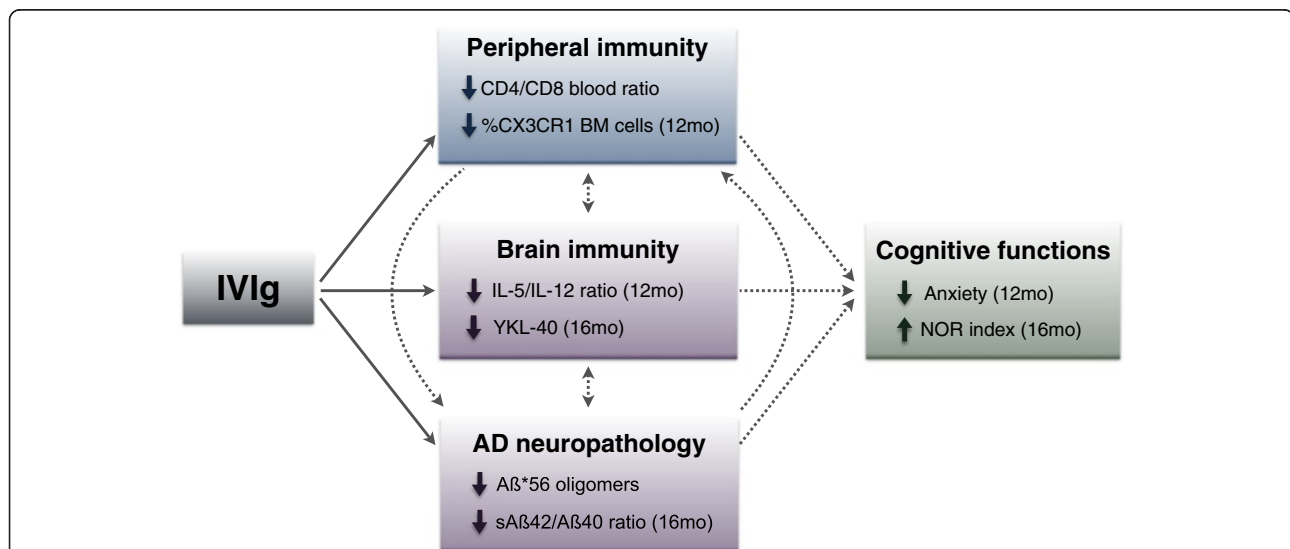 Peripheral immunity
CD4/CD8 blood ratio
%CX3CR1 BM cells (12mo)
IVIg
Brain immunity
IL-5/IL-12 ratio (12mo)
YKL-40 (16mo)
Cognitive functions
Anxiety (12mo)
NOR index (16mo)
AD neuropathology
Aß*56 oligomers
sAß42/Aß40 ratio (16mo)